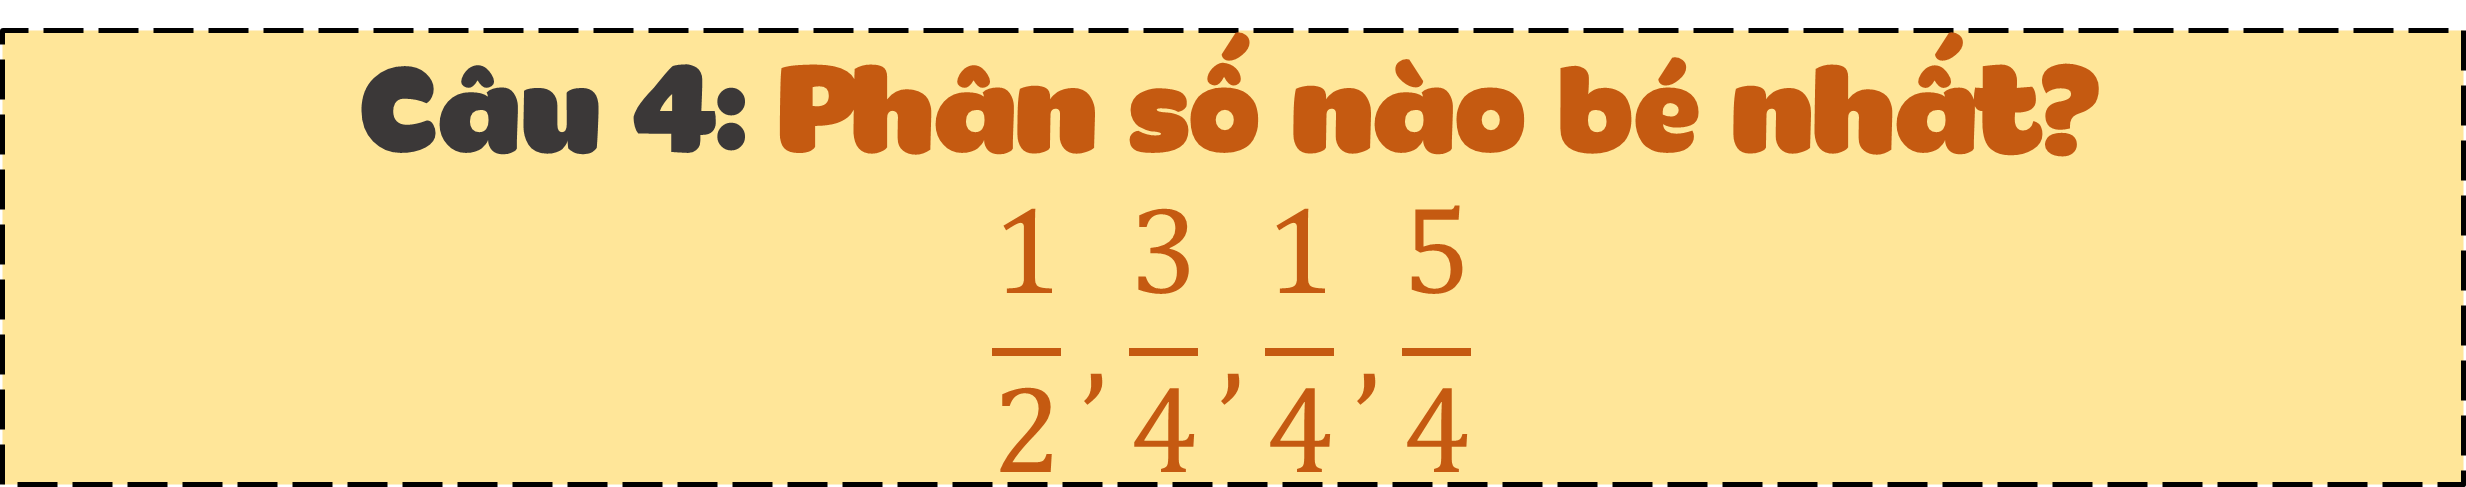 Câu 4: Phân số nào bé nhất?
1/2, 3/4, 1/4, 5/4